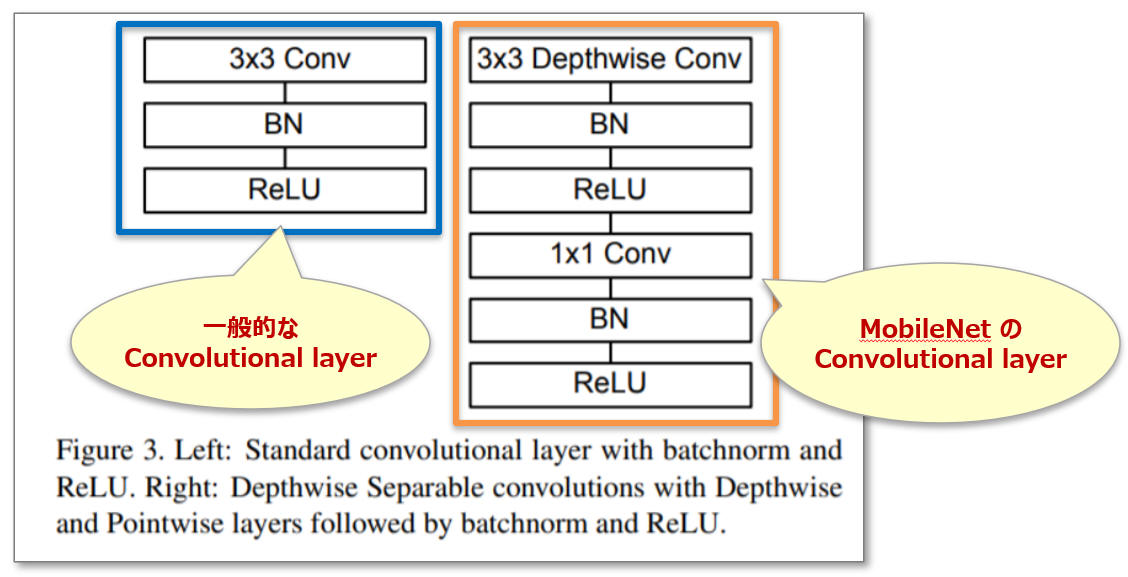 3x3 Conv
BN
ReLU
3x3 Depthwise Conv
BN
ReLU
1x1 Conv
BN
ReLU
一般的な
Convolutional layer
MobileNet の
Convolutional layer
Figure 3. Left: Standard convolutional layer with batchnorm and
ReLU. Right: Depthwise Separable convolutions with Depthwise
and Pointwise layers followed by batchnorm and ReLU.